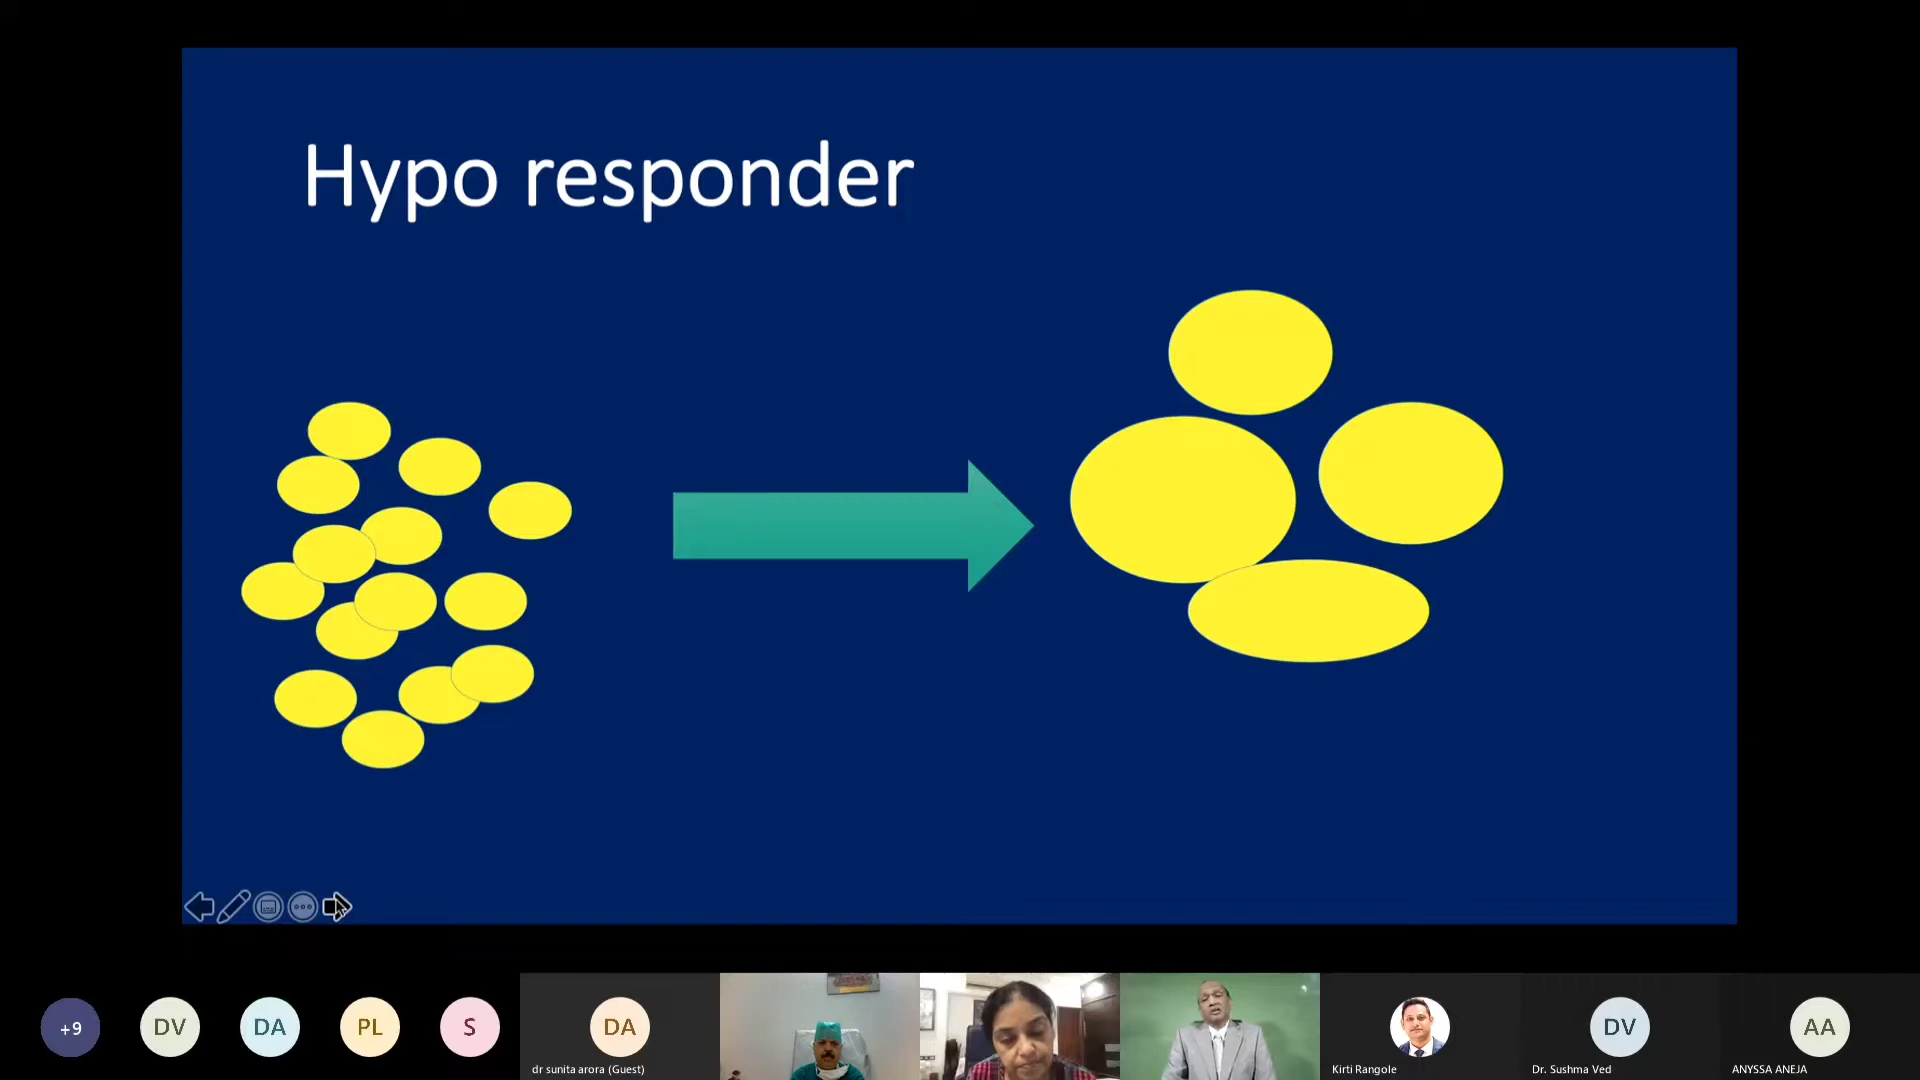 Hypo responder
+9
DV
DA
PL
S
DA
dr sunita arora (Guest)
Kirti Rangole
DV
Dr. Sushma Ved
AA
ANYSSA ANEJA